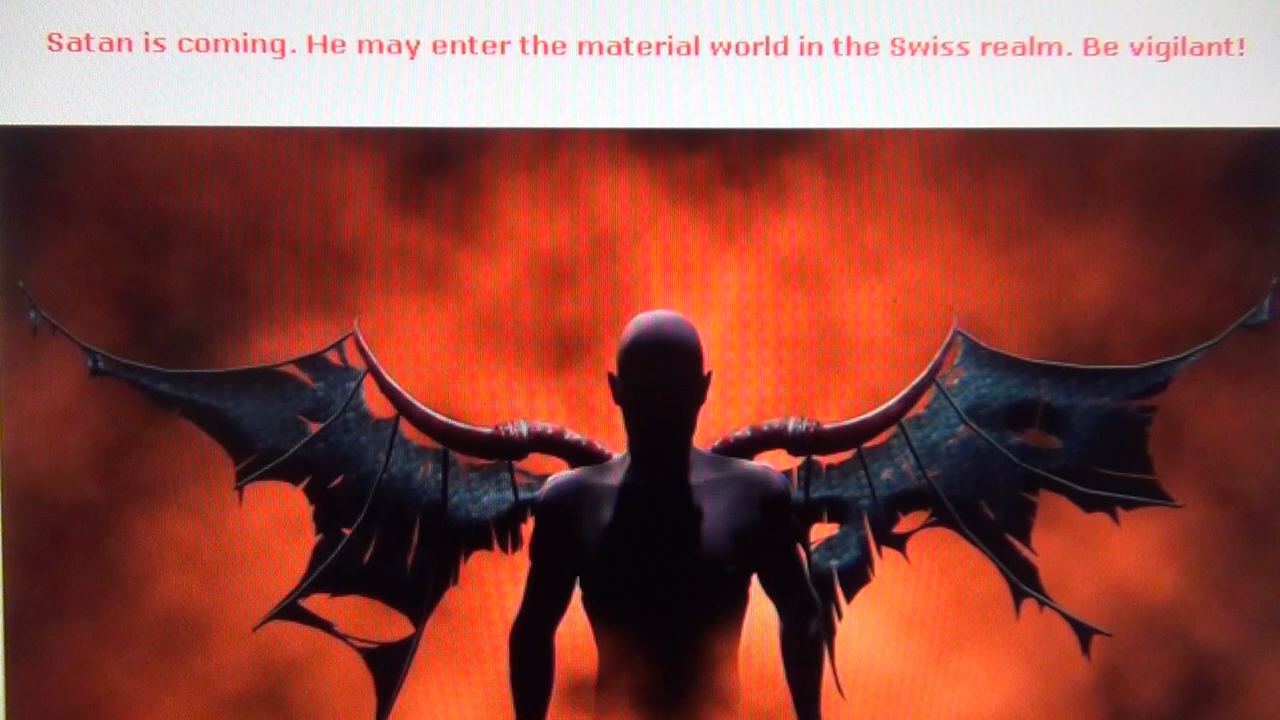 Satan is coming. He may enter the material world in the Swiss realm. Be vigilant!